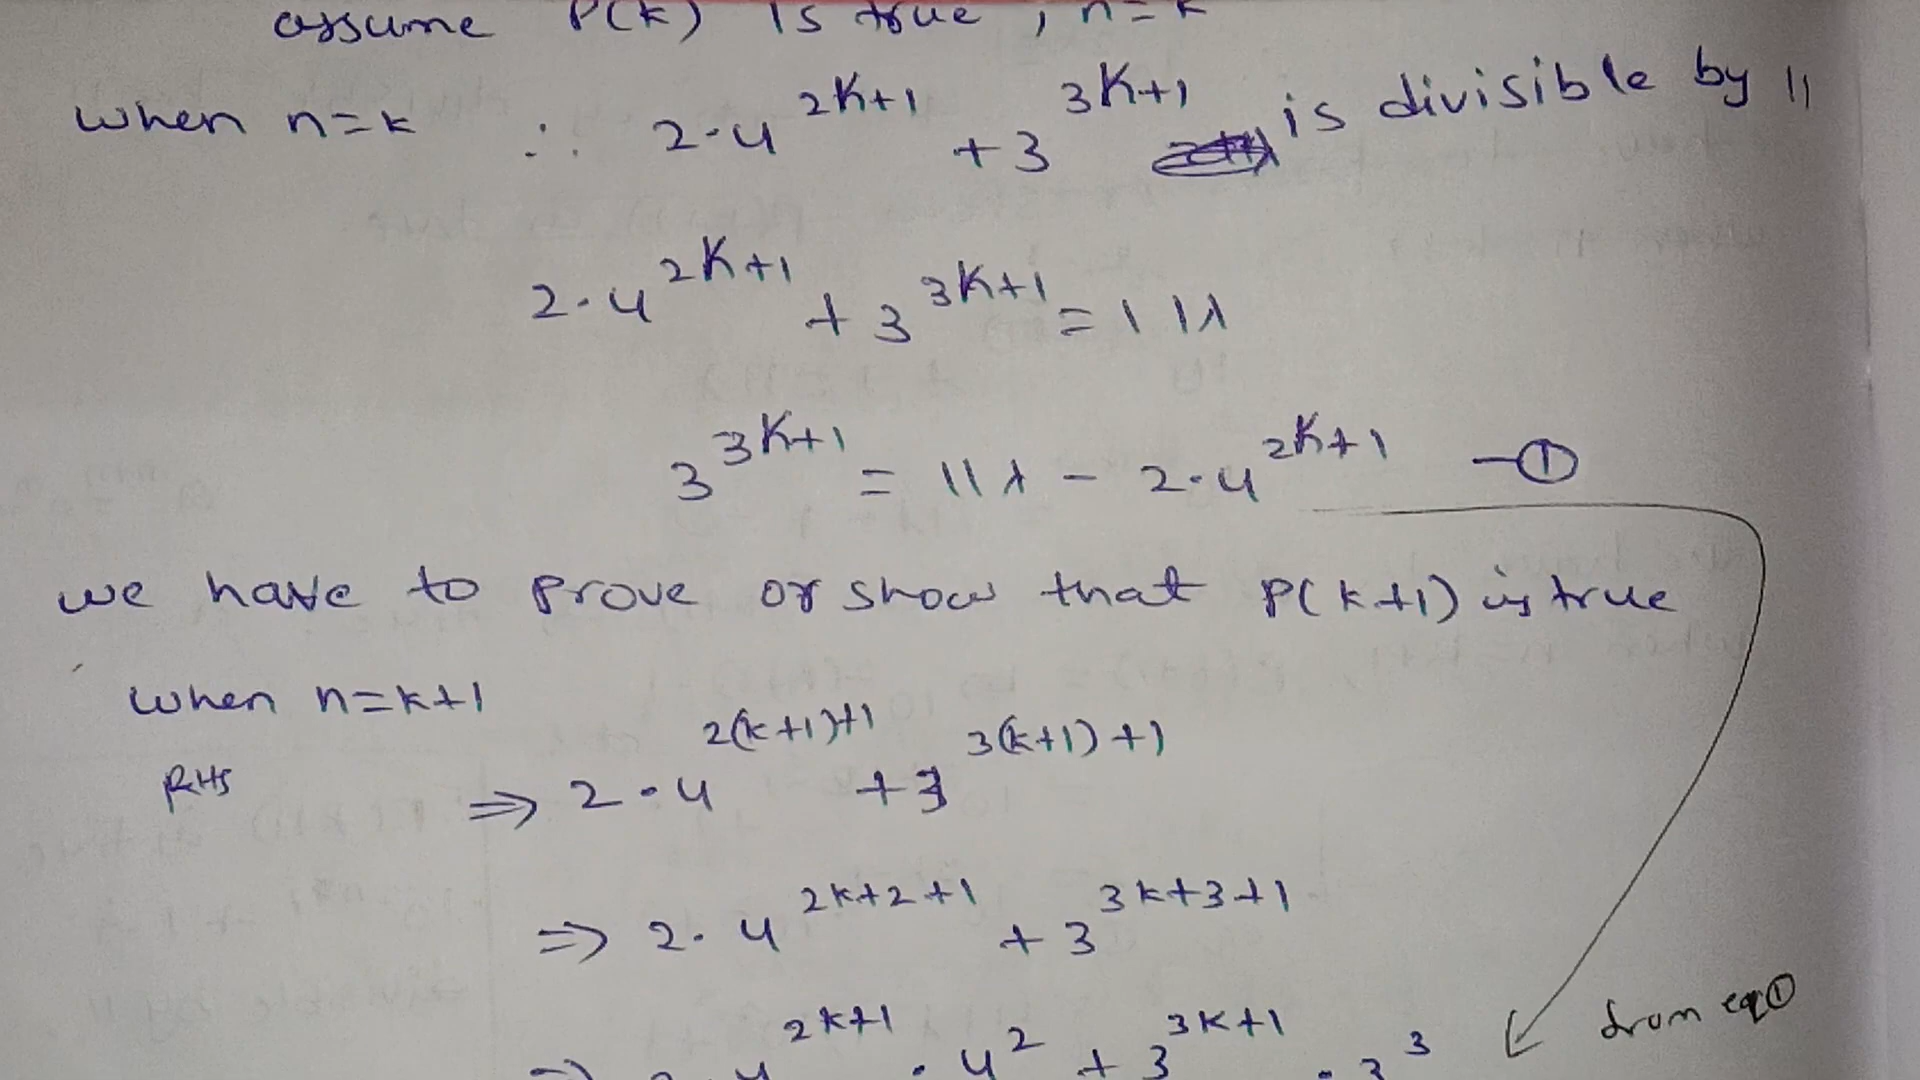 assume P(k) is true, n=k
when n=k ∴ 2·4^{2k+1} + 3^{3k+1} is divisible by 11
2·4^{2k+1} + 3^{3k+1} = 11λ
3^{3k+1} = 11λ - 2·4^{2k+1} —①
we have to prove or show that P(k+1) is true
when n=k+1
RHS ⇒ 2·4^{2(k+1)+1} + 3^{3(k+1)+1}
⇒ 2·4^{2k+2+1} + 3^{3k+3+1}
from eq①
⇒ 2·4^{2k+1}·4^2 + 3^{3k+1}·3^3